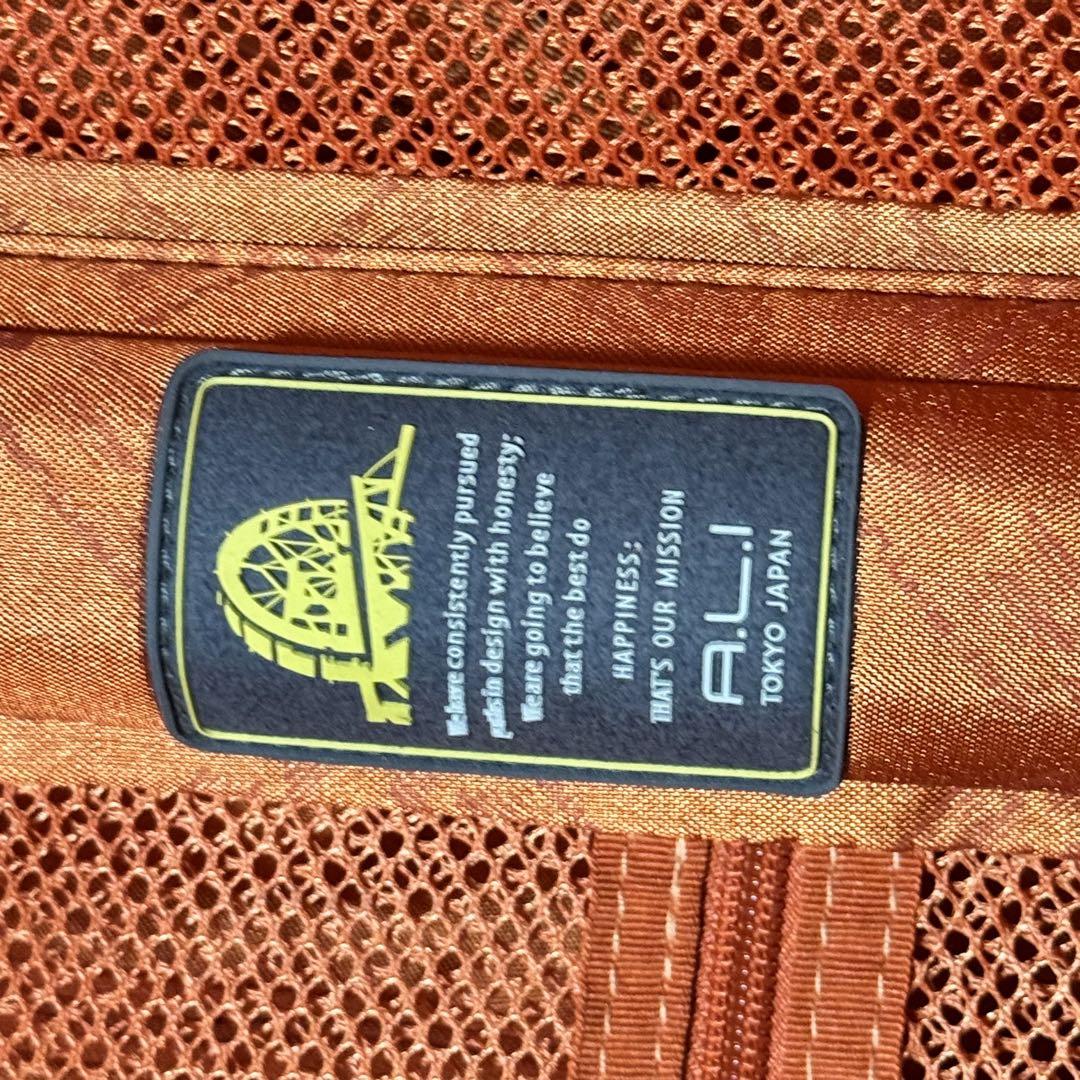 We have consistently pursued
in design with honesty;
We are going to believe
that the best do
HAPPINESS;
THAT'S OUR MISSION
A.L.I
TOKYO JAPAN